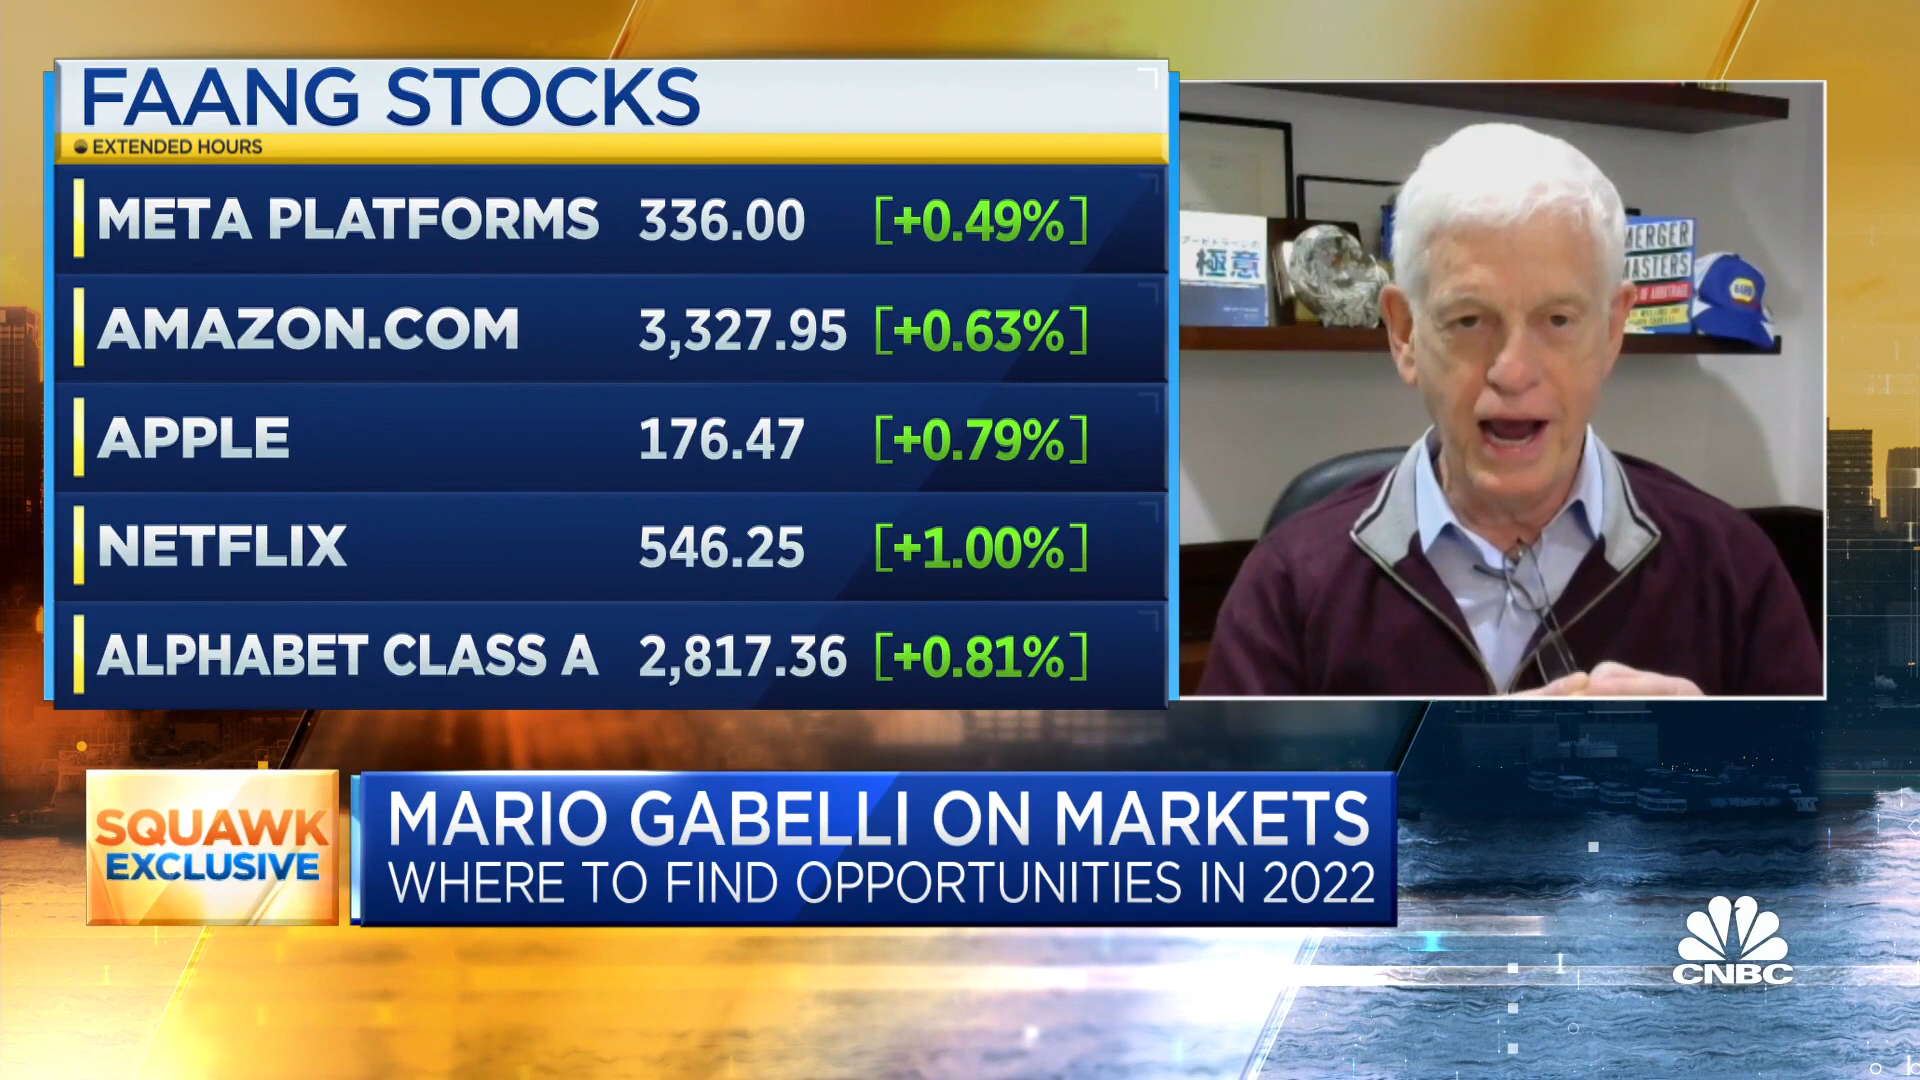 FAANG STOCKS
EXTENDED HOURS
META PLATFORMS 336.00 [+0.49%]
AMAZON.COM 3,327.95 [+0.63%]
APPLE 176.47 [+0.79%]
NETFLIX 546.25 [+1.00%]
ALPHABET CLASS A 2,817.36 [+0.81%]
極意
MERGER
MASTERS
OF ARBITRAGE
SQUAWK
EXCLUSIVE
MARIO GABELLI ON MARKETS
WHERE TO FIND OPPORTUNITIES IN 2022
CNBC